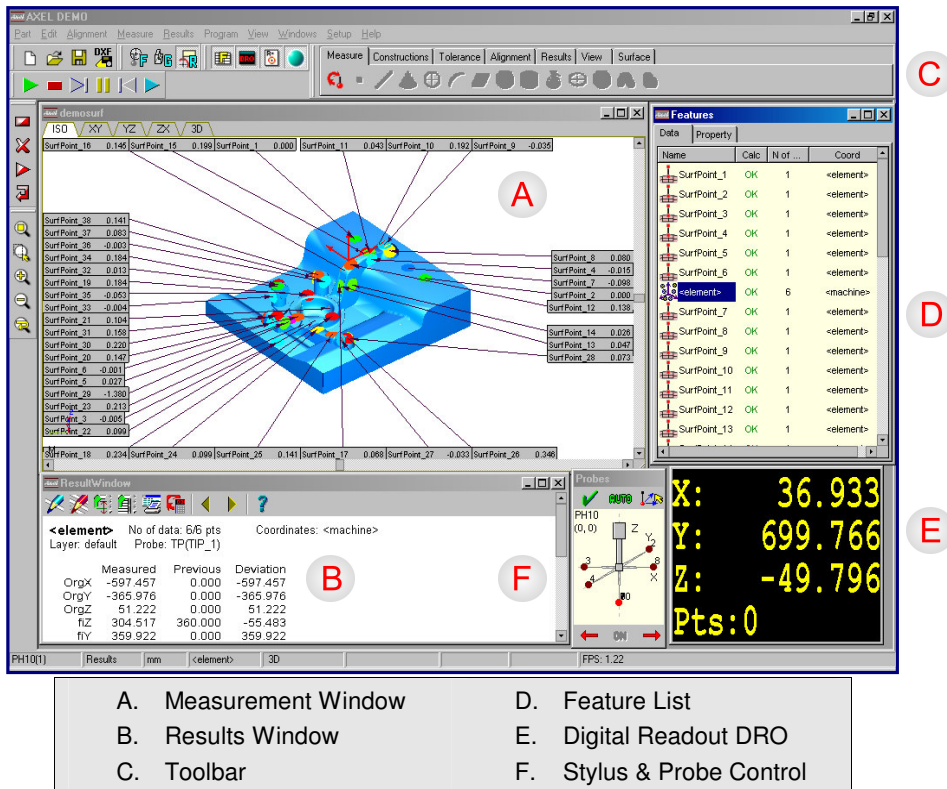 AXEL DEMO
Part Edit Alignment Measure Results Program View Windows Setup Help
DXF
DRO
Measure Constructions Tolerance Alignment Results View Surface
C
demosurf
ISO XY YZ ZX 3D
SurfPoint_16 0.145 SurfPoint_15 0.199 SurfPoint_1 0.000 SurfPoint_11 0.043 SurfPoint_10 0.192 SurfPoint_9 -0.035
A
SurfPoint_38 0.141
SurfPoint_37 0.083
SurfPoint_36 -0.003
SurfPoint_34 0.184
SurfPoint_32 0.013
SurfPoint_19 0.184
SurfPoint_35 -0.053
SurfPoint_33 -0.004
SurfPoint_21 0.104
SurfPoint_31 0.158
SurfPoint_30 0.220
SurfPoint_20 0.147
SurfPoint_6 -0.001
SurfPoint_5 0.027
SurfPoint_29 -1.380
SurfPoint_23 0.213
SurfPoint_3 -0.005
SurfPoint_22 0.099
SurfPoint_8 0.080
SurfPoint_4 -0.015
SurfPoint_7 -0.098
SurfPoint_2 0.000
SurfPoint_12 0.138
SurfPoint_14 0.026
SurfPoint_13 0.047
SurfPoint_28 0.073
SurfPoint_18 0.234 SurfPoint_24 0.099 SurfPoint_25 0.141 SurfPoint_17 0.068 SurfPoint_27 -0.033 SurfPoint_26 0.346
Features
Data Property
Name Calc N of ... Coord
SurfPoint_1 OK 1 <element>
SurfPoint_2 OK 1 <element>
SurfPoint_3 OK 1 <element>
SurfPoint_4 OK 1 <element>
SurfPoint_5 OK 1 <element>
SurfPoint_6 OK 1 <element>
<element> OK 6 <machine>
SurfPoint_7 OK 1 <element>
SurfPoint_8 OK 1 <element>
SurfPoint_9 OK 1 <element>
SurfPoint_10 OK 1 <element>
SurfPoint_11 OK 1 <element>
SurfPoint_12 OK 1 <element>
SurfPoint_13 OK 1 <element>
D
ResultWindow
?
<element> No of data: 6/6 pts Coordinates: <machine>
Layer: default Probe: TP(TIP_1)
Measured Previous Deviation
OrgX -597.457 0.000 -597.457
OrgY -365.976 0.000 -365.976
OrgZ 51.222 0.000 51.222
fiZ 304.517 360.000 -55.483
fiY 359.922 0.000 359.922
B
F
Probes
AUTO
PH10
(0, 0)
Z
Y
2
3
8
4
X
ON
X: 36.933
Y: 699.766
Z: -49.796
Pts:0
E
PH10(1) Results mm <element> 3D FPS: 1.22
A. Measurement Window
B. Results Window
C. Toolbar
D. Feature List
E. Digital Readout DRO
F. Stylus & Probe Control